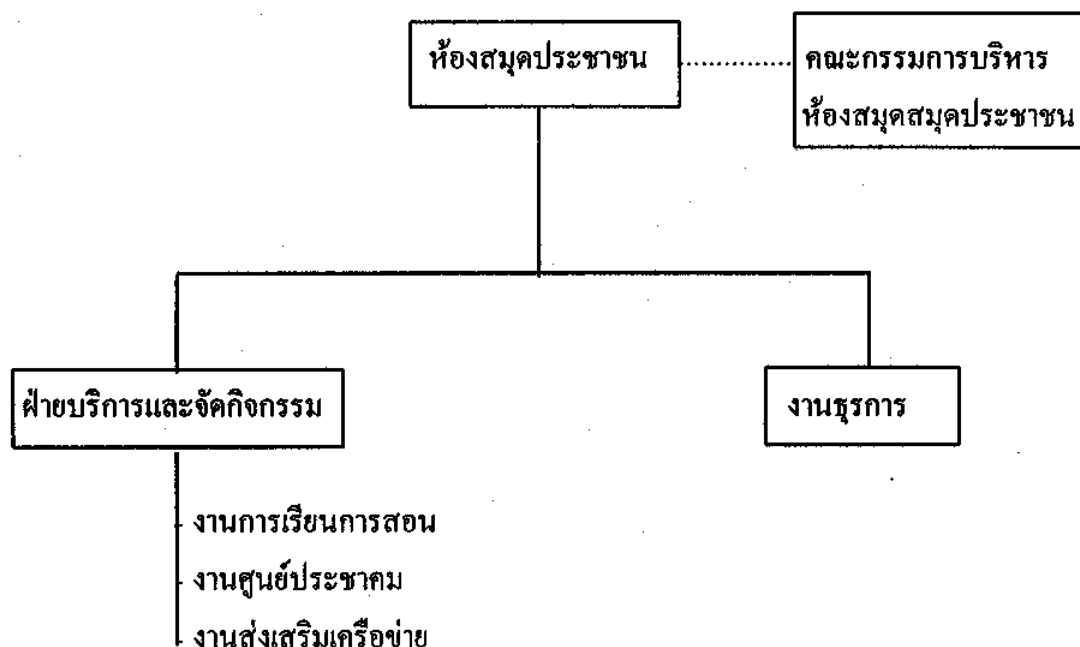 ห้องสมุดประชาชน
คณะกรรมการบริหาร
ห้องสมุดสมุดประชาชน
ฝ่ายบริการและจัดกิจกรรม
งานธุรการ
งานการเรียนการสอน
งานศูนย์ประชาคม
งานส่งเสริมเครือข่าย